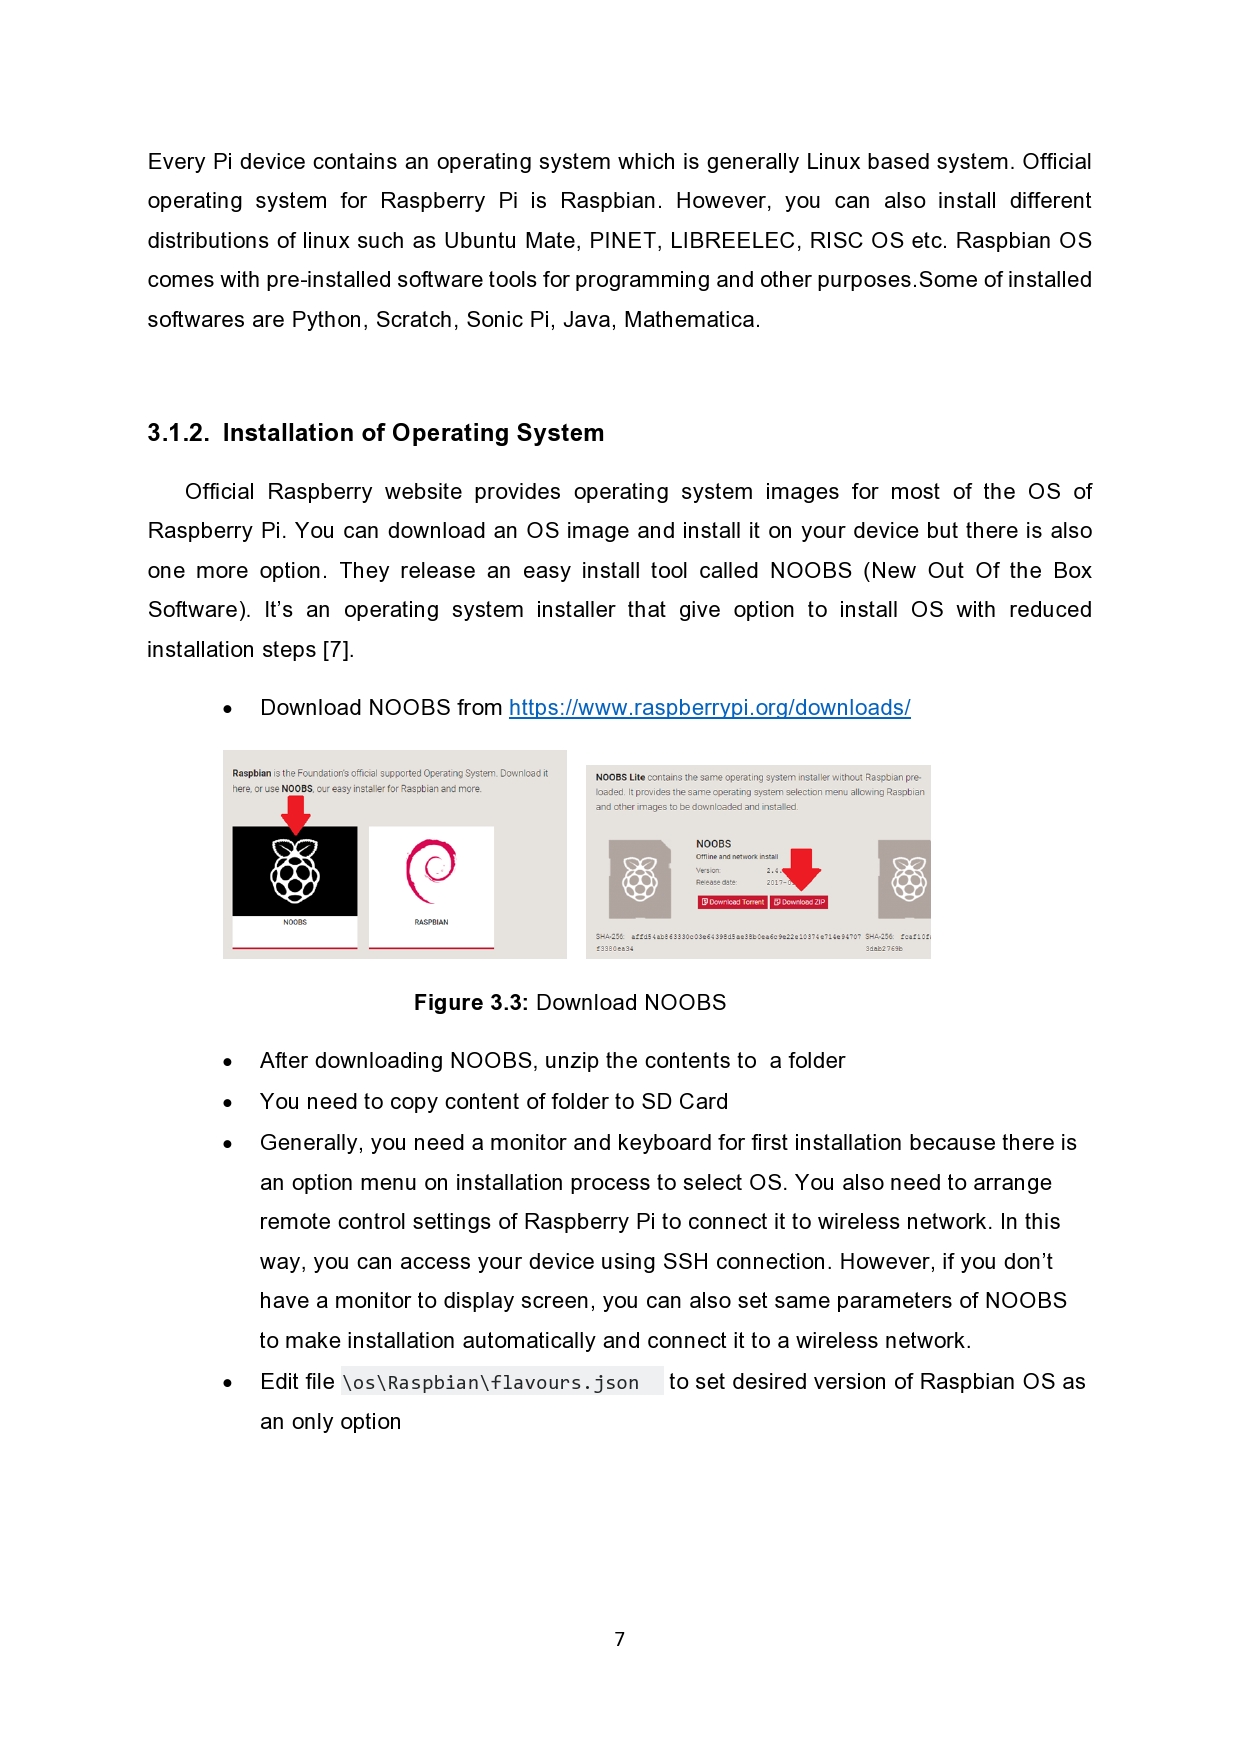 Every Pi device contains an operating system which is generally Linux based system. Official
operating system for Raspberry Pi is Raspbian. However, you can also install different
distributions of linux such as Ubuntu Mate, PINET, LIBREELEC, RISC OS etc. Raspbian OS
comes with pre-installed software tools for programming and other purposes.Some of installed
softwares are Python, Scratch, Sonic Pi, Java, Mathematica.
3.1.2. Installation of Operating System
Official Raspberry website provides operating system images for most of the OS of
Raspberry Pi. You can download an OS image and install it on your device but there is also
one more option. They release an easy install tool called NOOBS (New Out Of the Box
Software). It’s an operating system installer that give option to install OS with reduced
installation steps [7].
• Download NOOBS from https://www.raspberrypi.org/downloads/
Raspbian is the Foundation's official supported Operating System. Download it
here, or use NOOBS, our easy installer for Raspbian and more.
NOOBS
RASPBIAN
NOOBS Lite contains the same operating system installer without Raspbian pre-
loaded. It provides the same operating system selection menu allowing Raspbian
and other images to be downloaded and installed.
NOOBS
Offline and network install
Version: 2.4.
Release date: 2017-
Download Torrent Download ZIP
SHA-256: SHA-256:
f3380ea34 3dab2769b
Figure 3.3: Download NOOBS
• After downloading NOOBS, unzip the contents to a folder
• You need to copy content of folder to SD Card
• Generally, you need a monitor and keyboard for first installation because there is
an option menu on installation process to select OS. You also need to arrange
remote control settings of Raspberry Pi to connect it to wireless network. In this
way, you can access your device using SSH connection. However, if you don’t
have a monitor to display screen, you can also set same parameters of NOOBS
to make installation automatically and connect it to a wireless network.
• Edit file \os\Raspbian\flavours.json to set desired version of Raspbian OS as
an only option
7